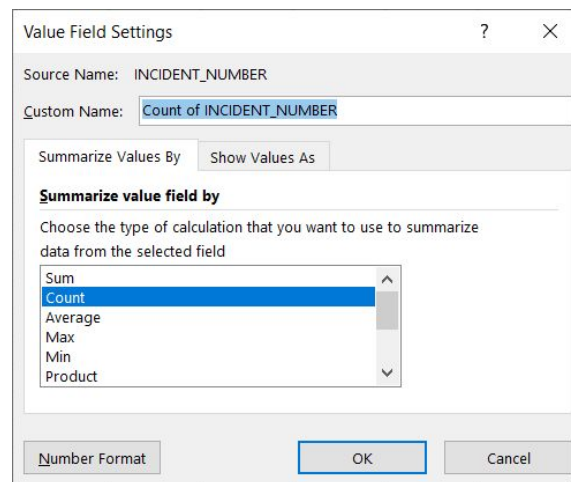 Value Field Settings ? ×
Source Name: INCIDENT_NUMBER
Custom Name: Count of INCIDENT_NUMBER
Summarize Values By Show Values As
Summarize value field by
Choose the type of calculation that you want to use to summarize
data from the selected field
Sum
Count
Average
Max
Min
Product
Number Format OK Cancel